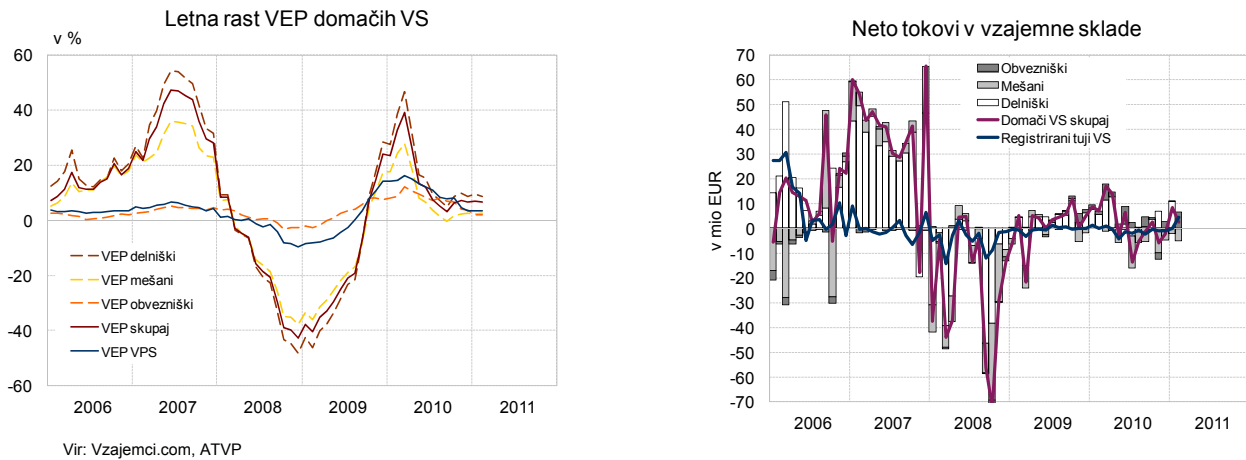 Letna rast VEP domačih VS
v %
60
40
20
0
-20
-40
-60
VEP delniški
VEP mešani
VEP obvezniški
VEP skupaj
VEP VPS
2006 2007 2008 2009 2010 2011
Vir: Vzajemci.com, ATVP
Neto tokovi v vzajemne sklade
v mio EUR
70
60
50
40
30
20
10
0
-10
-20
-30
-40
-50
-60
-70
Obvezniški
Mešani
Delniški
Domači VS skupaj
Registrirani tuji VS
2006 2007 2008 2009 2010 2011